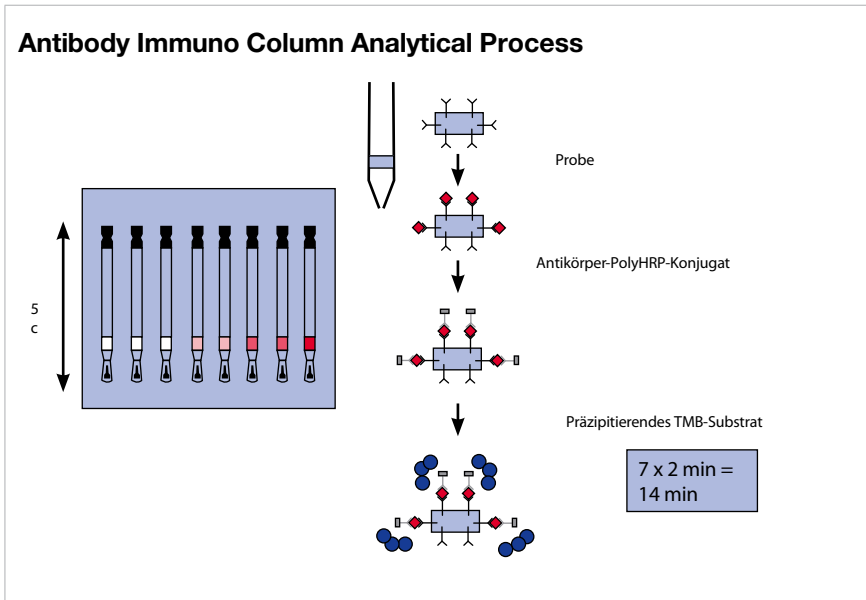 Antibody Immuno Column Analytical Process
Probe
Antikörper-PolyHRP-Konjugat
5
c
Präzipitierendes TMB-Substrat
7 x 2 min =
14 min